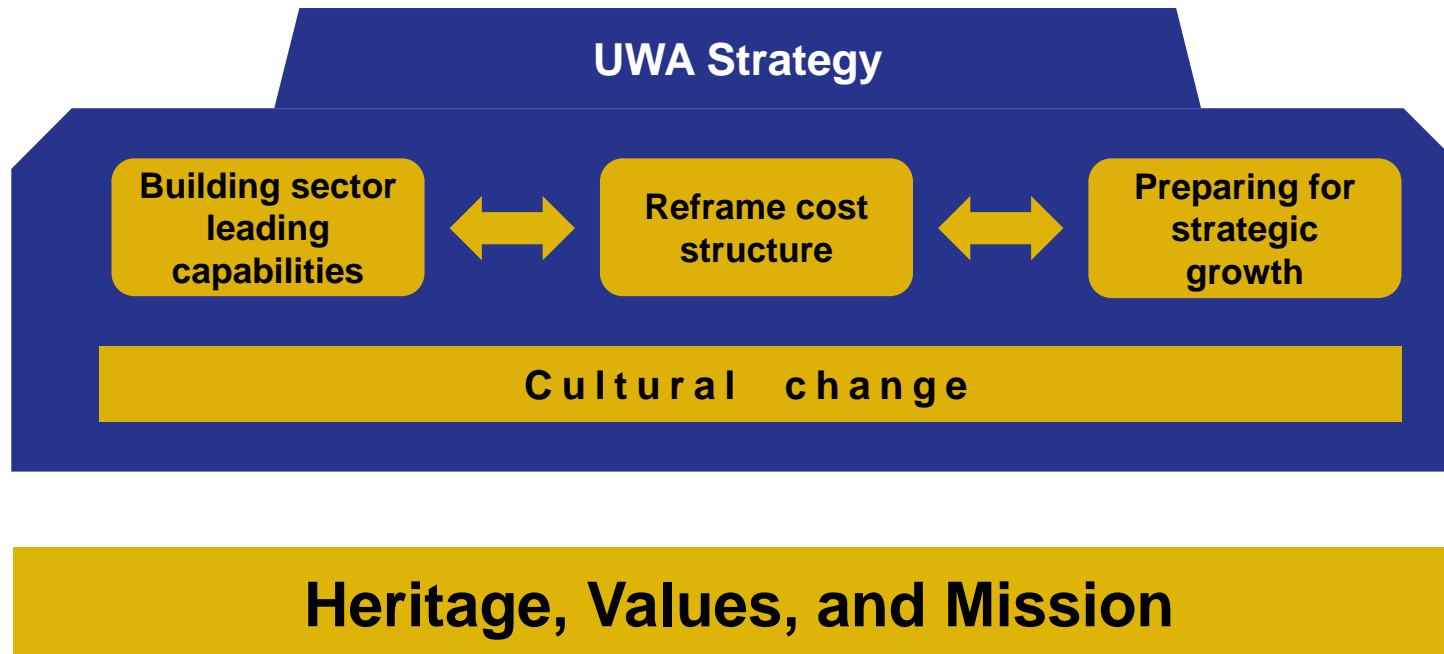 UWA Strategy
Building sector
leading
capabilities
Reframe cost
structure
Preparing for
strategic
growth
Cultural change
Heritage, Values, and Mission